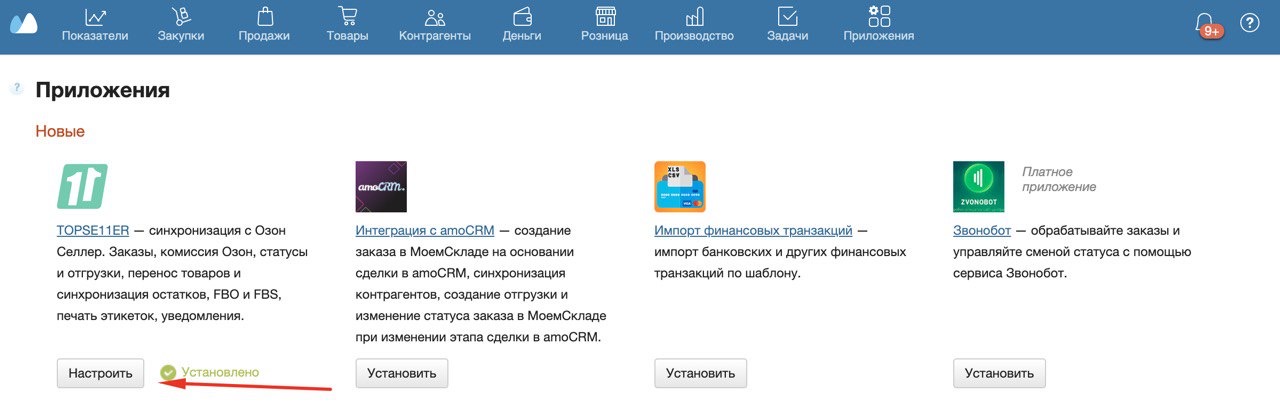 Показатели
Закупки
Продажи
Товары
Контрагенты
Деньги
Розница
Производство
Задачи
Приложения
9+
?
?
Приложения
Новые
11
TOPSE11ER — синхронизация с Озон
Селлер. Заказы, комиссия Озон, статусы
и отгрузки, перенос товаров и
синхронизация остатков, FBO и FBS,
печать этикеток, уведомления.
Настроить
Установлено
amoCRM.
Интеграция с amoCRM — создание
заказа в МоемСкладе на основании
сделки в amoCRM, синхронизация
контрагентов, создание отгрузки и
изменение статуса заказа в МоемСкладе
при изменении этапа сделки в amoCRM.
Установить
XLS
CSV
VISA
Импорт финансовых транзакций —
импорт банковских и других финансовых
транзакций по шаблону.
Установить
ZVONOBOT
Платное
приложение
Звонобот — обрабатывайте заказы и
управляйте сменой статуса с помощью
сервиса Звонобот.
Установить